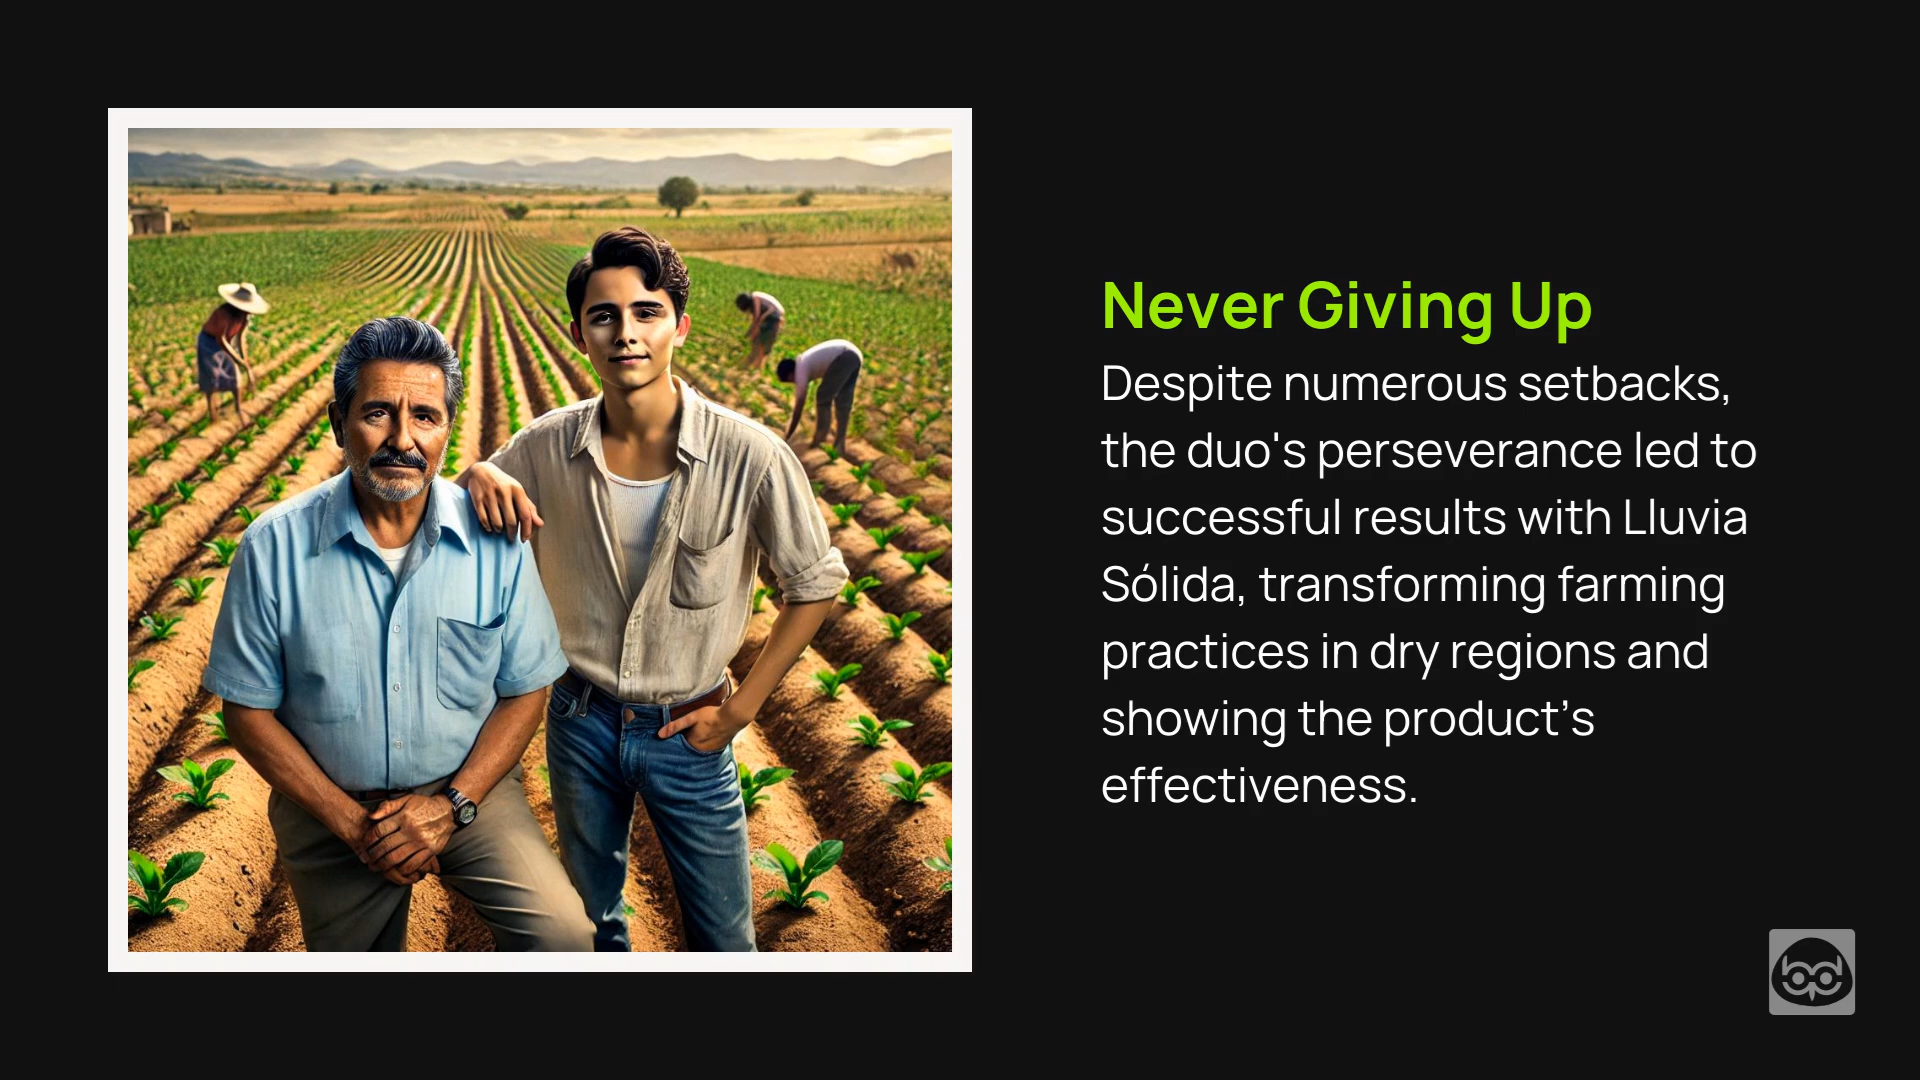 Never Giving Up
Despite numerous setbacks,
the duo's perseverance led to
successful results with Lluvia
Sólida, transforming farming
practices in dry regions and
showing the product’s
effectiveness.